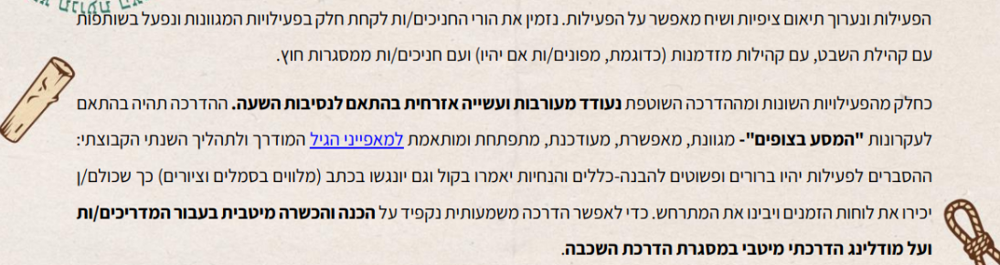 הפעילות ונערוך תיאום ציפיות ושיח מאפשר על הפעילות. נזמין את הורי החניכים/ות לקחת חלק בפעילויות המגוונות ונפעל בשותפות
עם קהילת השבט, עם קהילות מזדמנות (כדוגמת, מפונים/ות אם יהיו) ועם חניכים/ות ממסגרות חוץ.
כחלק מהפעילויות השונות ומההדרכה השוטפת נעודד מעורבות ועשייה אזרחית בהתאם לנסיבות השעה. ההדרכה תהיה בהתאם
לעקרונות "המסע בצופים"- מגוונת, מאפשרת, מעודכנת, מתפתחת ומותאמת למאפייני הגיל המודרך ולתהליך השנתי הקבוצתי:
ההסברים לפעילות יהיו ברורים ופשוטים להבנה-כללים והנחיות יאמרו בקול וגם יונגשו בכתב (מלווים בסמלים וציורים) כך שכולם/ן
יכירו את לוחות הזמנים ויבינו את המתרחש. כדי לאפשר הדרכה משמעותית נקפיד על הכנה והכשרה מיטבית בעבור המדריכים/ות
ועל מודלינג הדרכתי מיטבי במסגרת הדרכת השכבה.